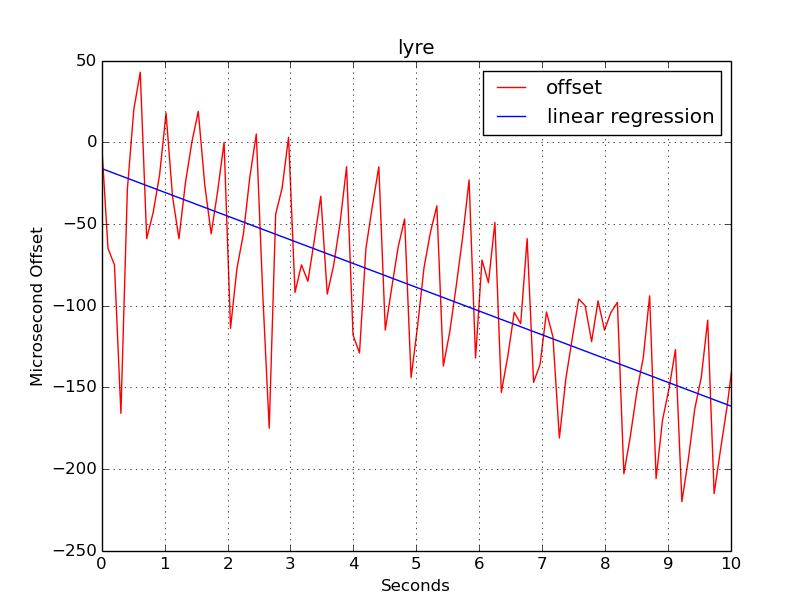 lyre
offset
linear regression
50
0
−50
−100
−150
−200
−250
Microsecond Offset
0 1 2 3 4 5 6 7 8 9 10
Seconds